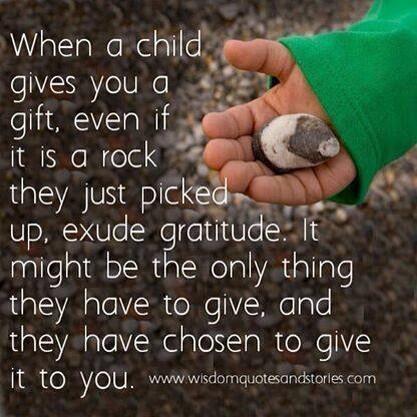 When a child
gives you a
gift, even if
it is a rock
they just picked
up, exude gratitude. It
might be the only thing
they have to give, and
they have chosen to give
it to you. www.wisdomquotesandstories.com